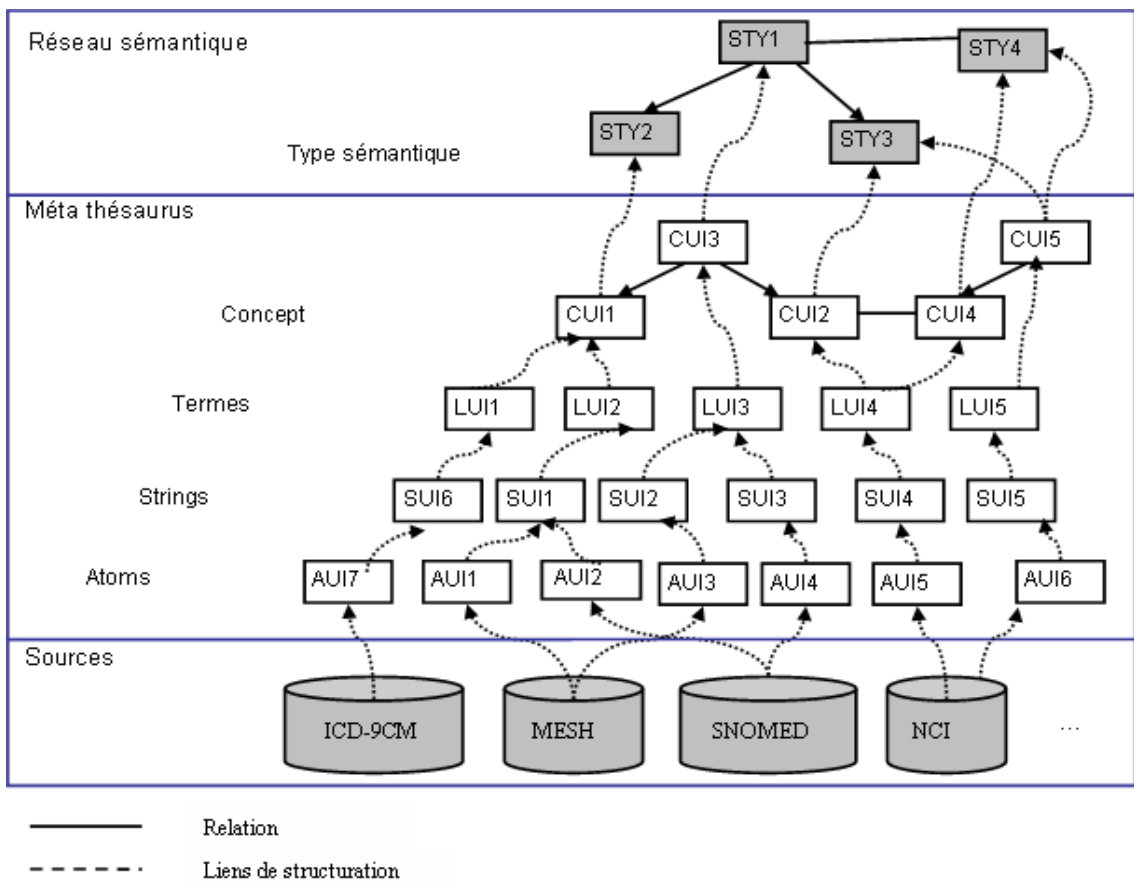 Réseau sémantique
STY1
STY4
STY2
STY3
Type sémantique
Méta thésaurus
CUI3
CUI5
Concept
CUI1
CUI2
CUI4
Termes
LUI1
LUI2
LUI3
LUI4
LUI5
Strings
SUI6
SUI1
SUI2
SUI3
SUI4
SUI5
Atoms
AUI7
AUI1
AUI2
AUI3
AUI4
AUI5
AUI6
Sources
ICD-9CM
MESH
SNOMED
NCI
...
Relation
Liens de structuration